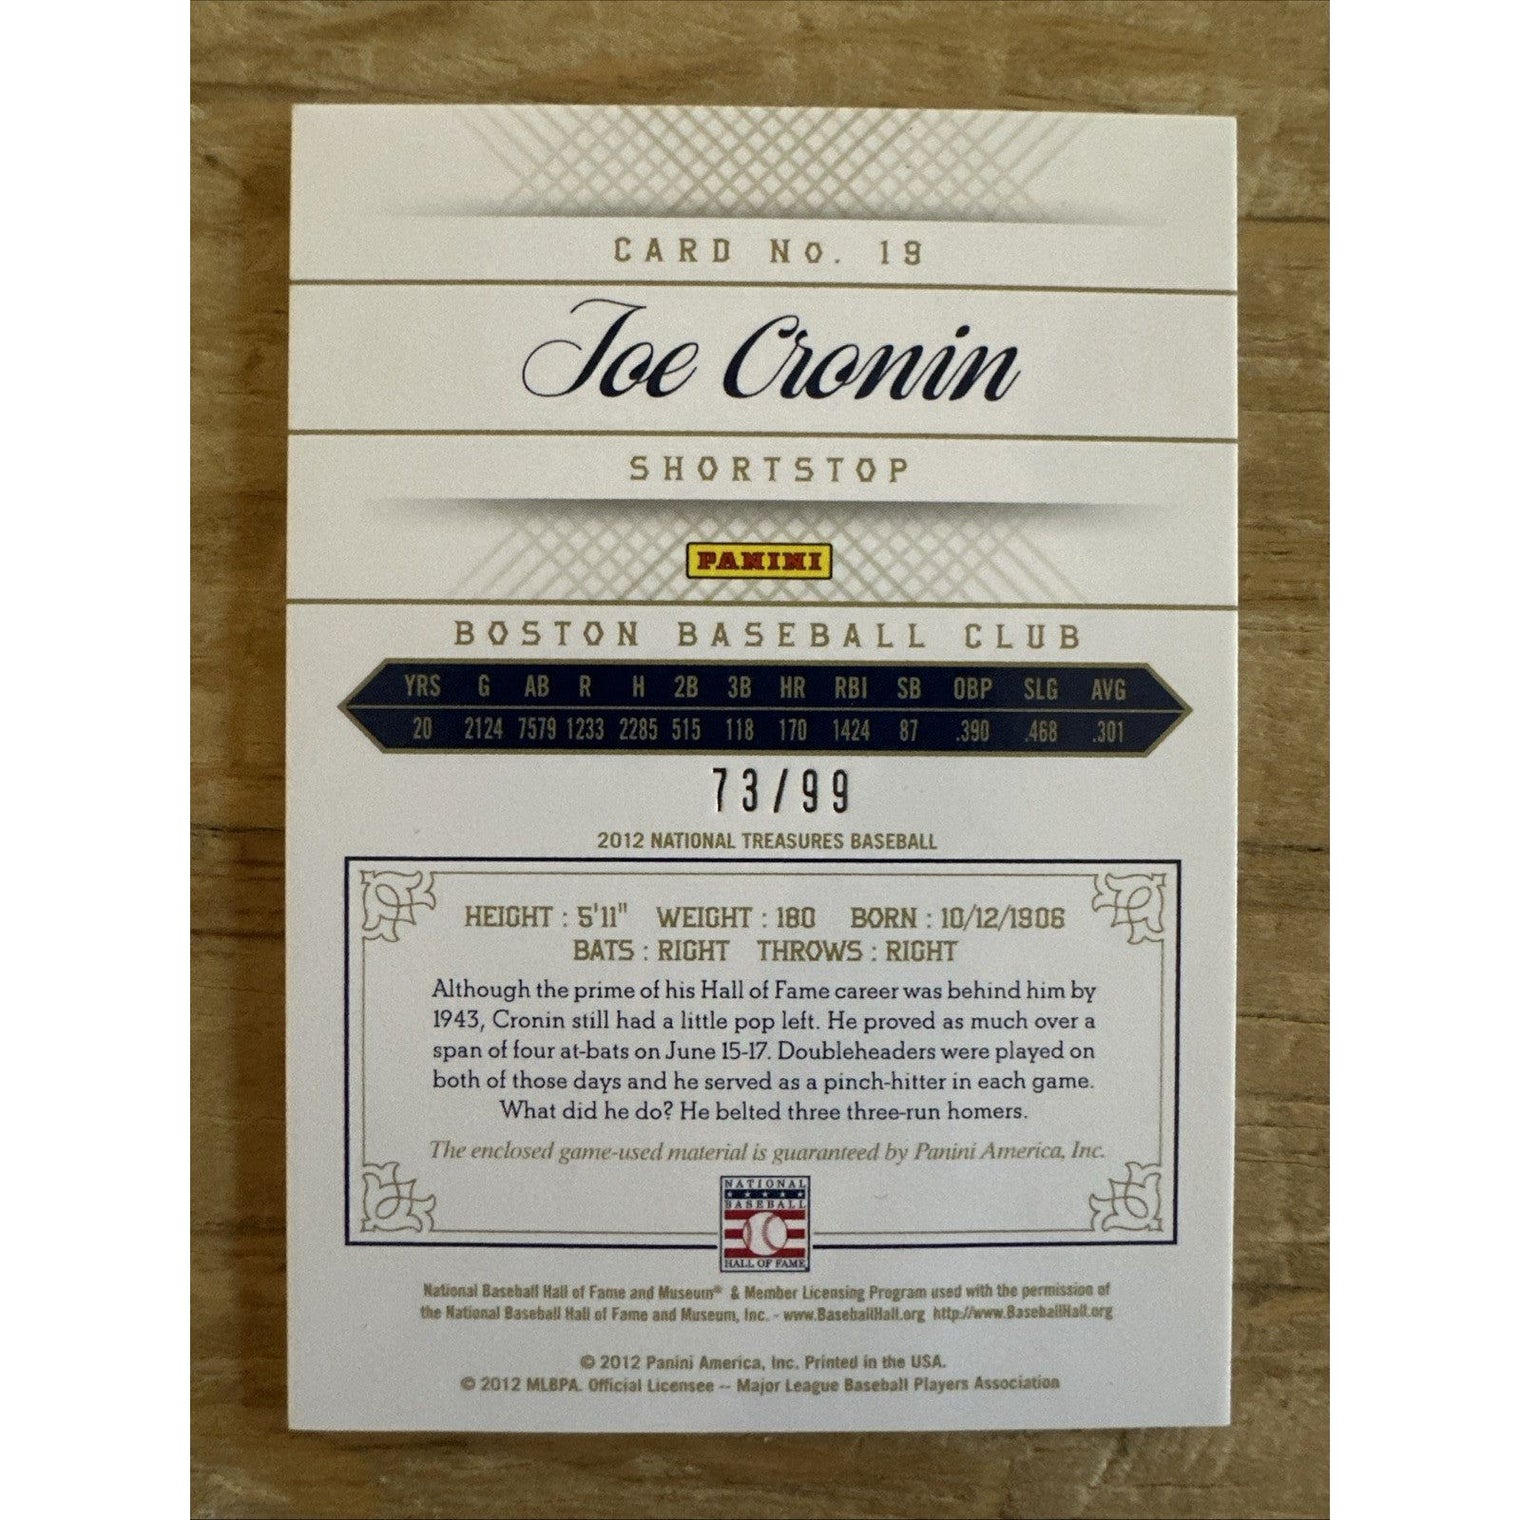 CARD No. 19
Joe Cronin
SHORTSTOP
PANINI
BOSTON BASEBALL CLUB
YRS G AB R H 2B 3B HR RBI SB OBP SLG AVG
20 2124 7579 1233 2285 515 118 170 1424 87 .390 .468 .301
73/99
2012 NATIONAL TREASURES BASEBALL
HEIGHT : 5'11" WEIGHT : 180 BORN : 10/12/1906
BATS : RIGHT THROWS : RIGHT
Although the prime of his Hall of Fame career was behind him by
1943, Cronin still had a little pop left. He proved as much over a
span of four at-bats on June 15-17. Doubleheaders were played on
both of those days and he served as a pinch-hitter in each game.
What did he do? He belted three three-run homers.
The enclosed game-used material is guaranteed by Panini America, Inc.
NATIONAL
BASEBALL
HALL OF FAME
National Baseball Hall of Fame and Museum® & Member Licensing Program used with the permission of
the National Baseball Hall of Fame and Museum, Inc. - www.BaseballHall.org http://www.BaseballHall.org
© 2012 Panini America, Inc. Printed in the USA.
© 2012 MLBPA. Official Licensee -- Major League Baseball Players Association